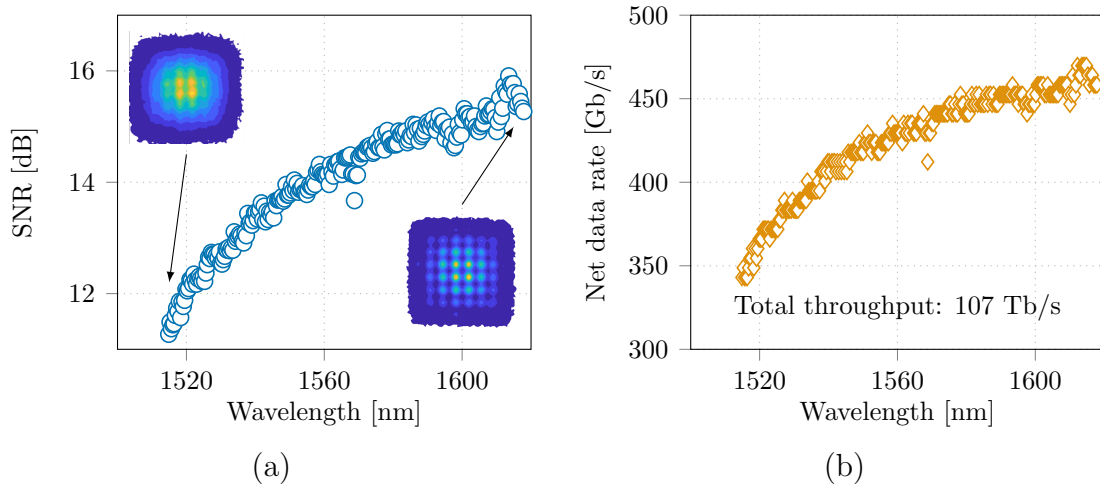 16
14
12
1520
1560
1600
SNR [dB]
Wavelength [nm]
(a)
500
450
400
350
300
1520
1560
1600
Net data rate [Gb/s]
Total throughput: 107 Tb/s
Wavelength [nm]
(b)